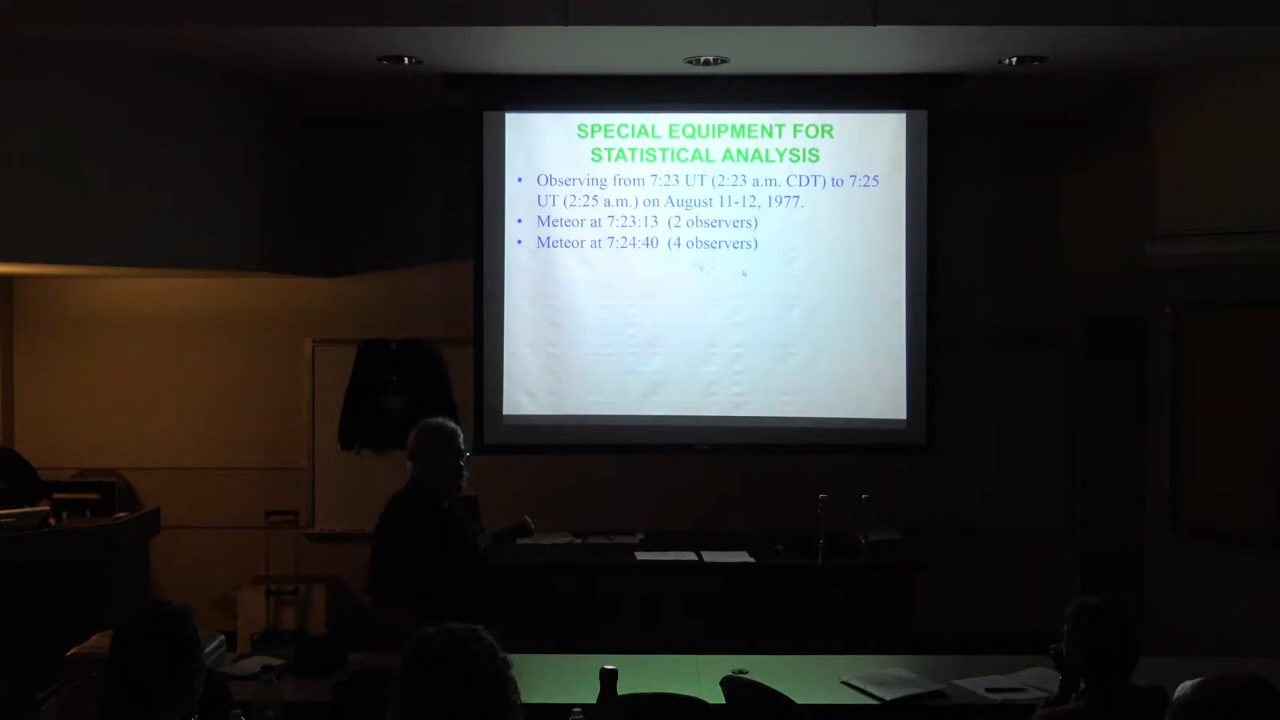 SPECIAL EQUIPMENT FOR
STATISTICAL ANALYSIS
• Observing from 7:23 UT (2:23 a.m. CDT) to 7:25
UT (2:25 a.m.) on August 11-12, 1977.
• Meteor at 7:23:13 (2 observers)
• Meteor at 7:24:40 (4 observers)